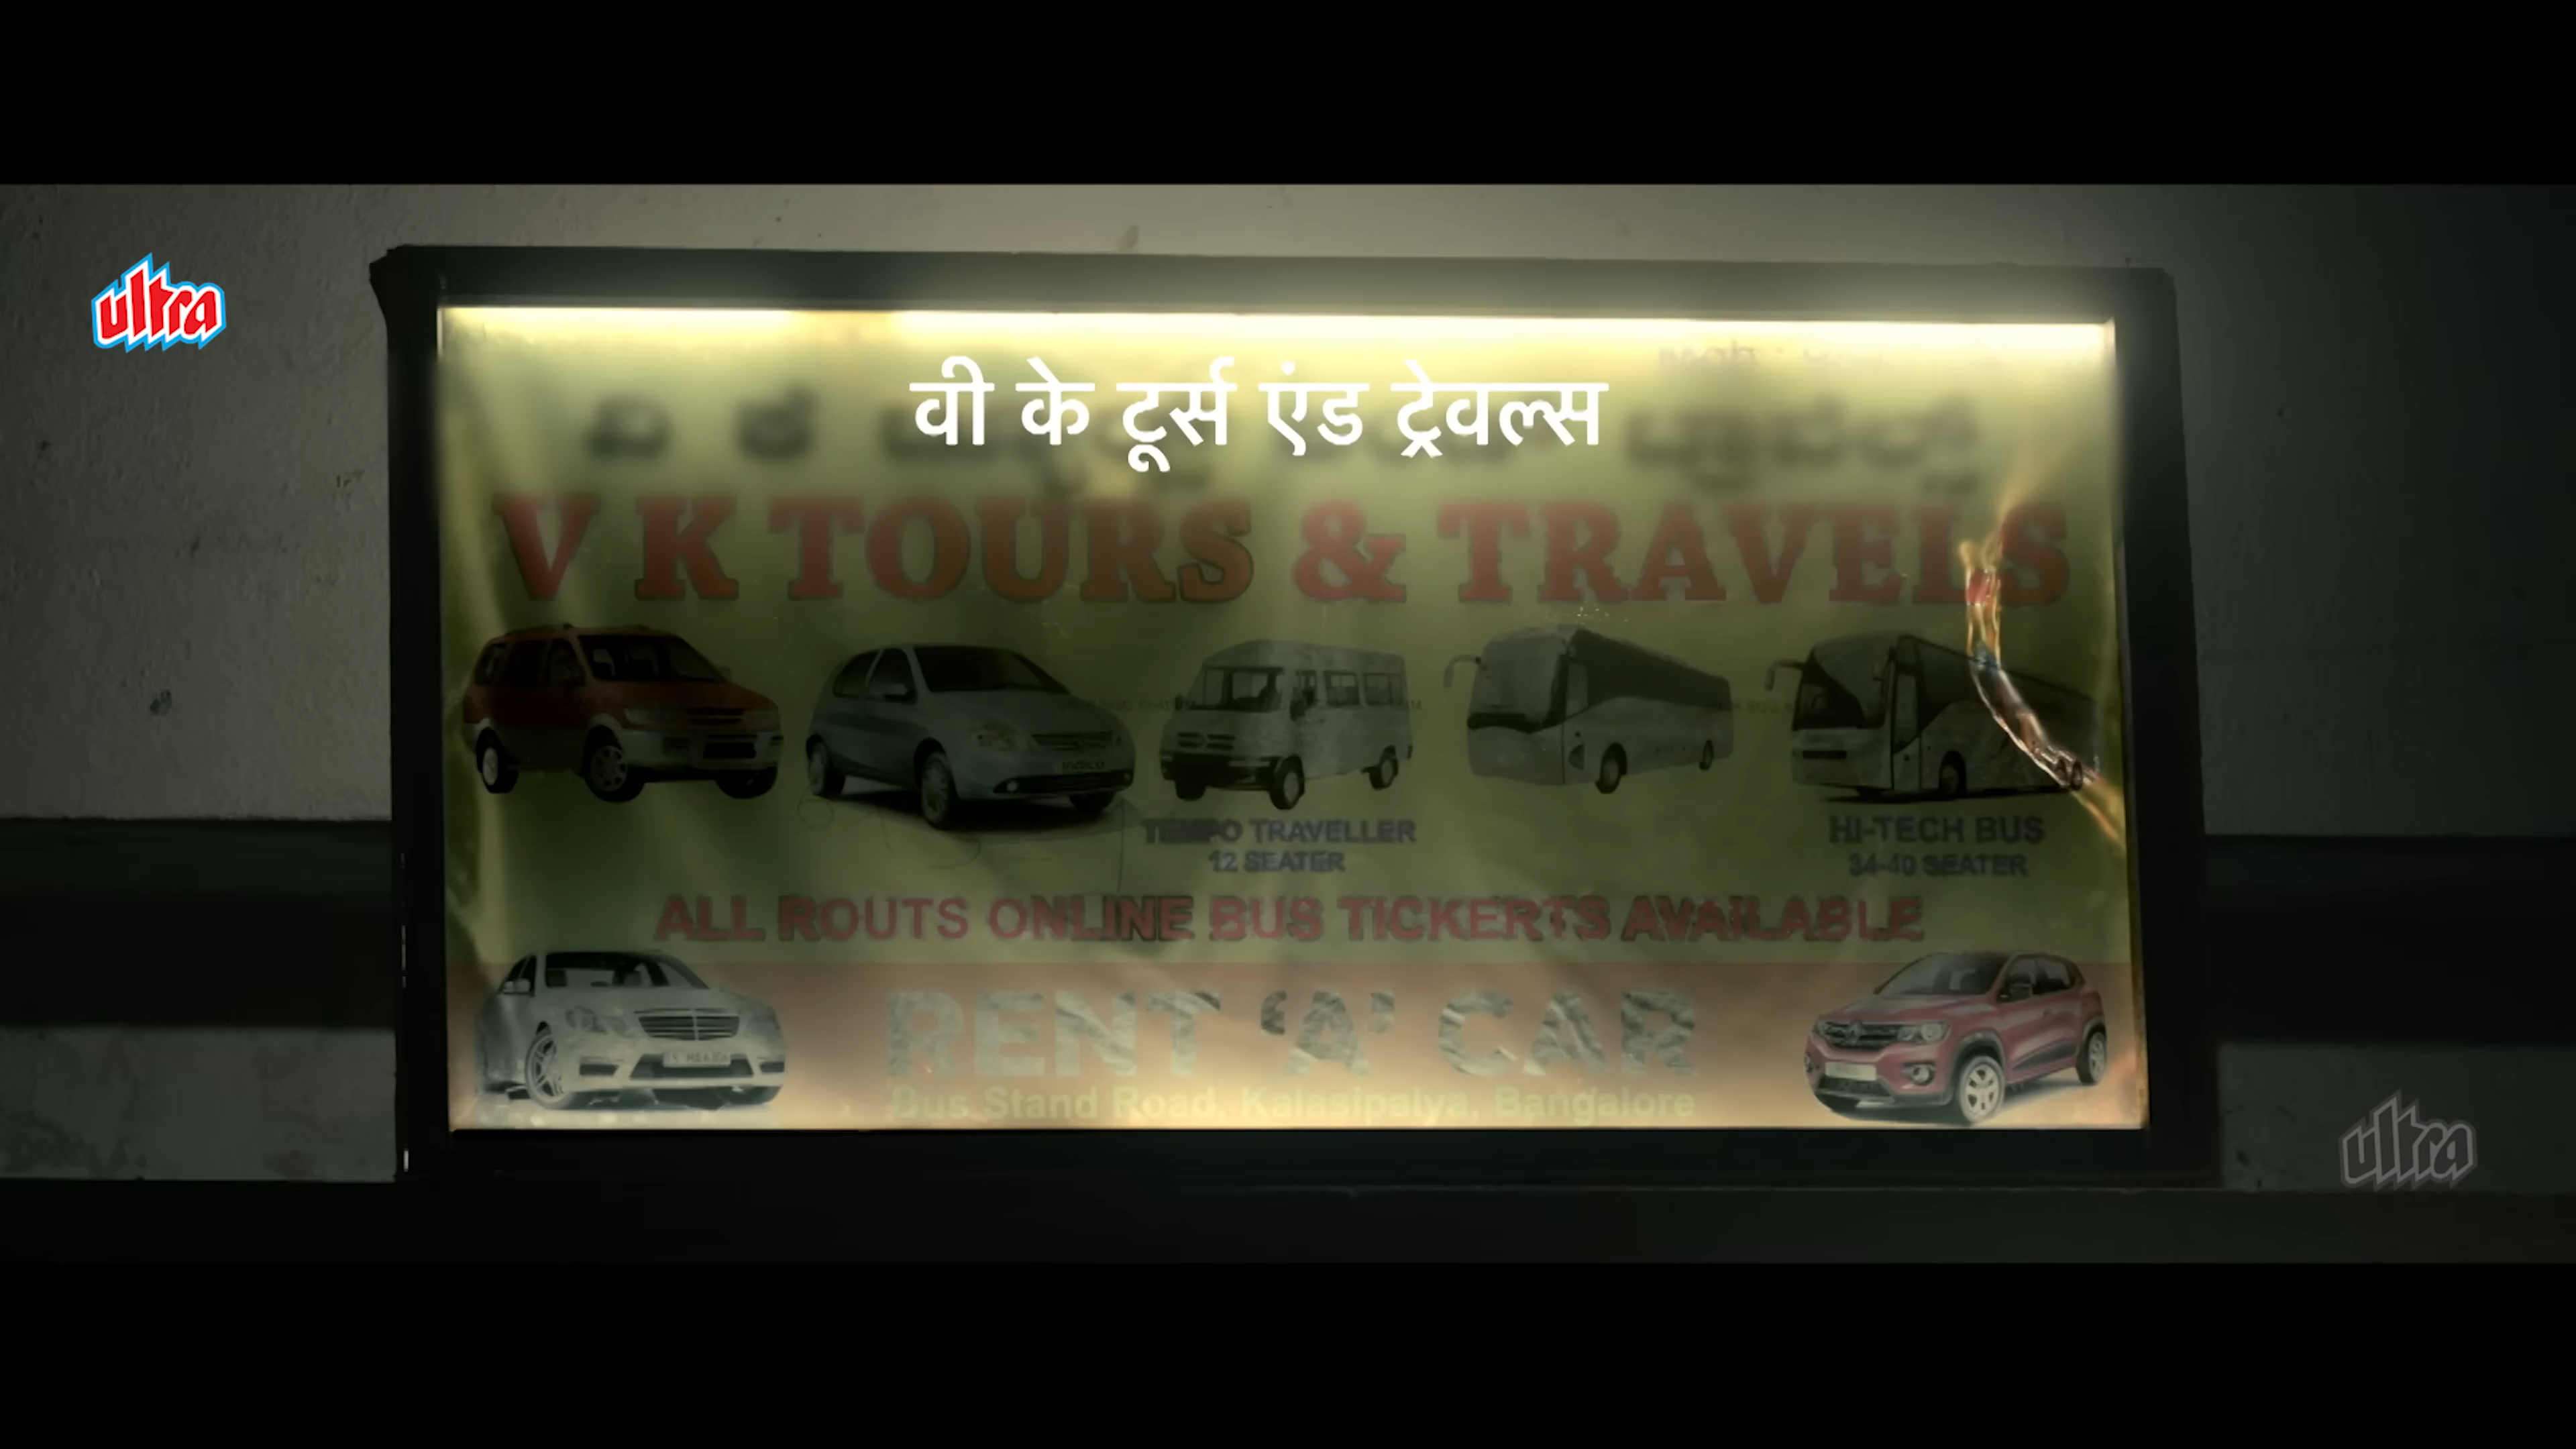 ultra
वी के टूर्स एंड ट्रेवल्स
V K TOURS & TRAVELS
indica
TEMPO TRAVELLER
12 SEATER
HI-TECH BUS
34-40 SEATER
ALL ROUTS ONLINE BUS TICKERTS AVAILABLE
RENT ‘A’ CAR
Bus Stand Road, Kalasipalya, Bangalore
ultra